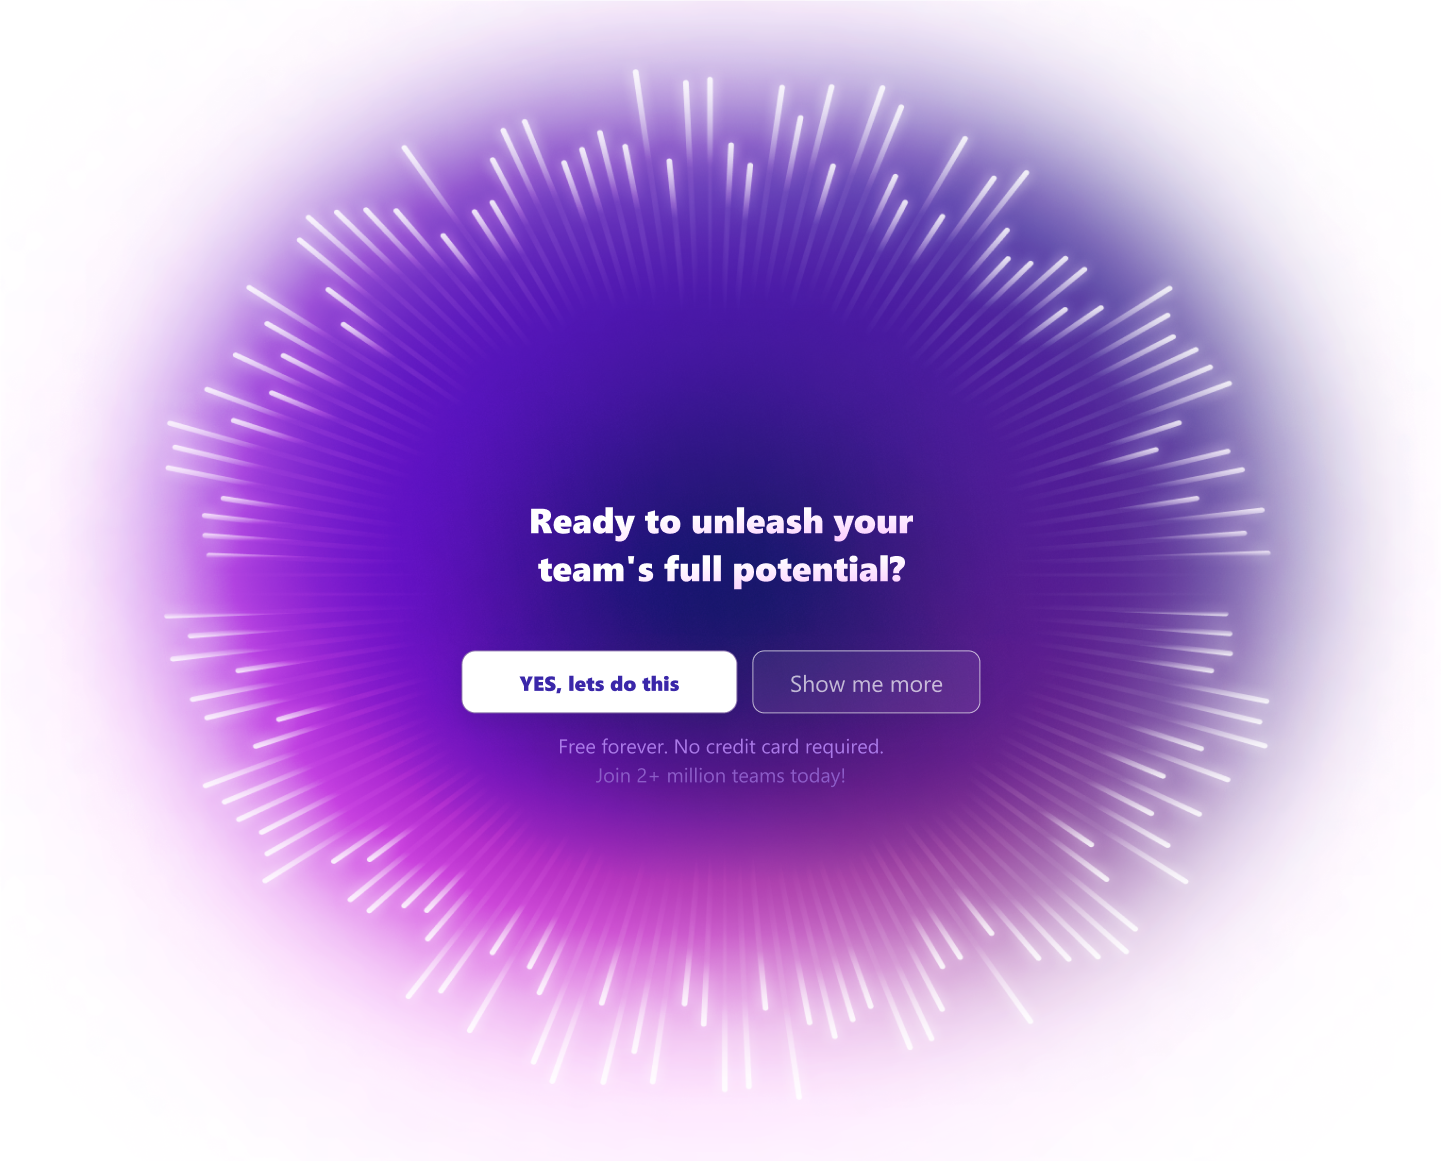 Ready to unleash your
team's full potential?
YES, lets do this
Show me more
Free forever. No credit card required.
Join 2+ million teams today!